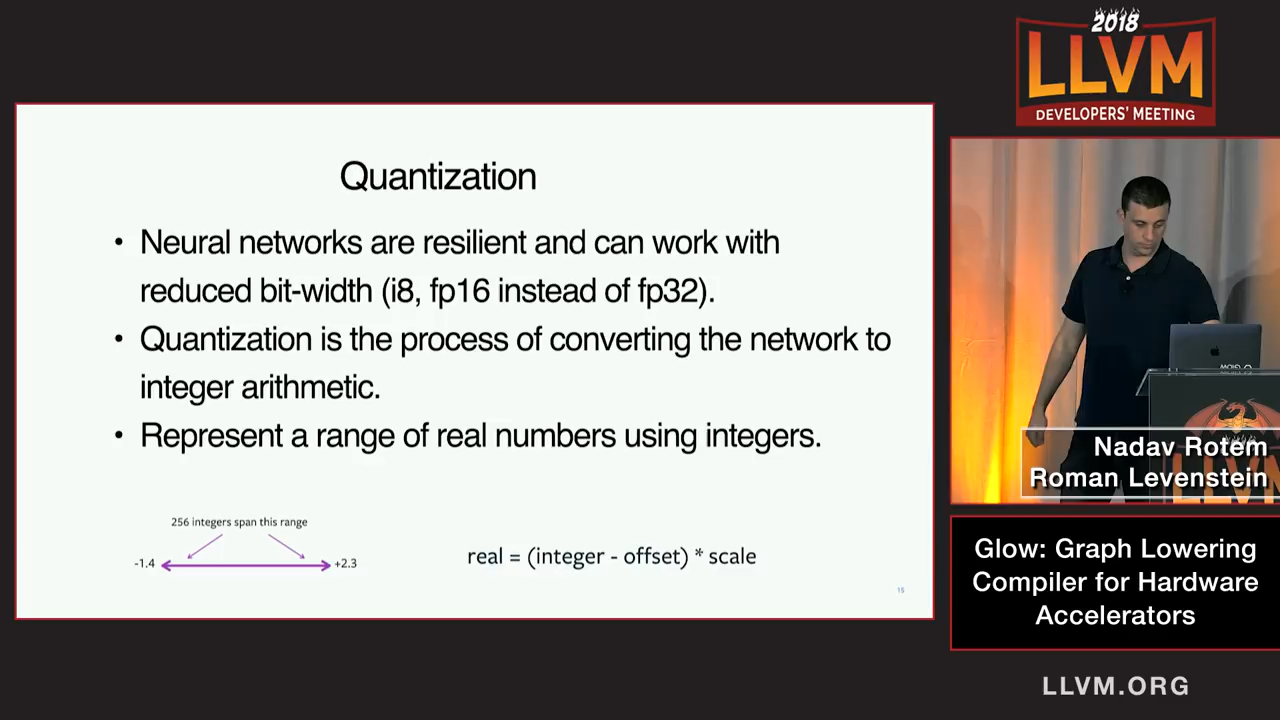 2018
LLVM
DEVELOPERS' MEETING
Quantization
• Neural networks are resilient and can work with
reduced bit-width (i8, fp16 instead of fp32).
• Quantization is the process of converting the network to
integer arithmetic.
• Represent a range of real numbers using integers.
256 integers span this range
-1.4
+2.3
real = (integer - offset) * scale
15
Nadav Rotem
Roman Levenstein
Glow: Graph Lowering
Compiler for Hardware
Accelerators
LLVM.ORG